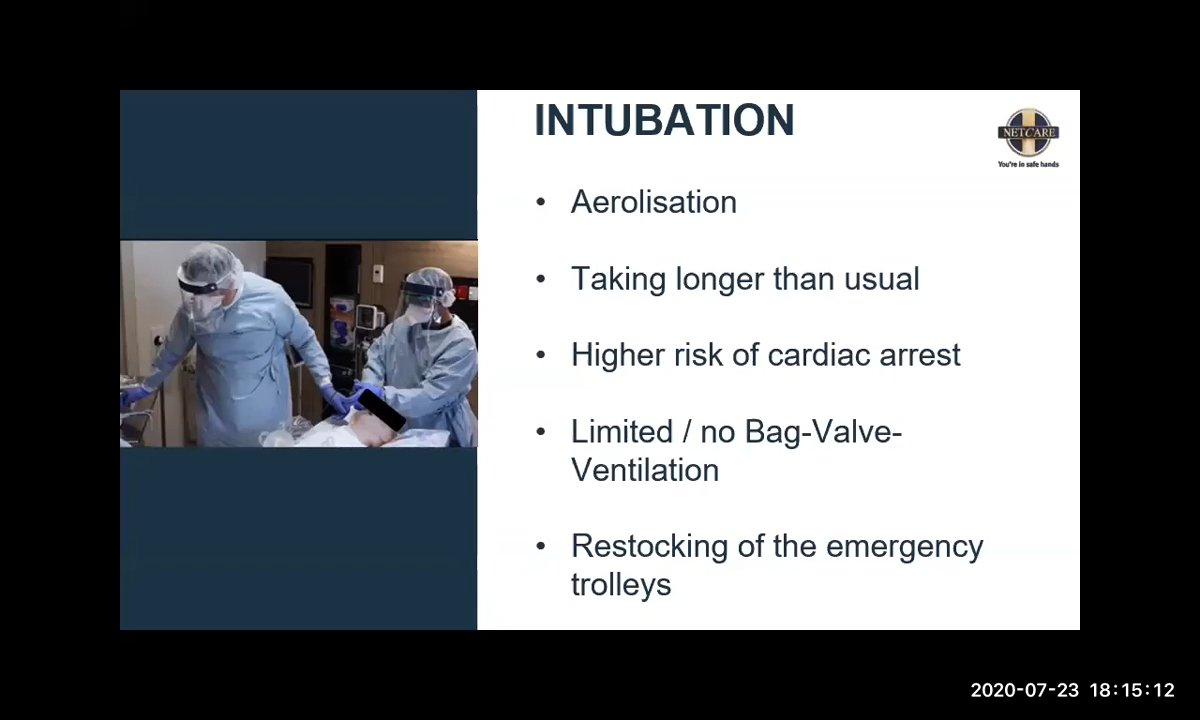 INTUBATION
NETCARE
You're in safe hands
• Aerolisation
• Taking longer than usual
• Higher risk of cardiac arrest
• Limited / no Bag-Valve-
Ventilation
• Restocking of the emergency
trolleys
2020-07-23 18:15:12